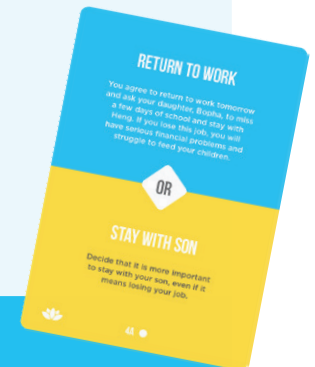 RETURN TO WORK
You agree to return to work tomorrow
and ask your daughter, Bopha, to miss
a few days of school and stay with
Heng. If you lose this job, you will
have serious financial problems and
struggle to feed your children.
OR
STAY WITH SON
Decide that it is more important
to stay with your son, even if it
means losing your job.
4A